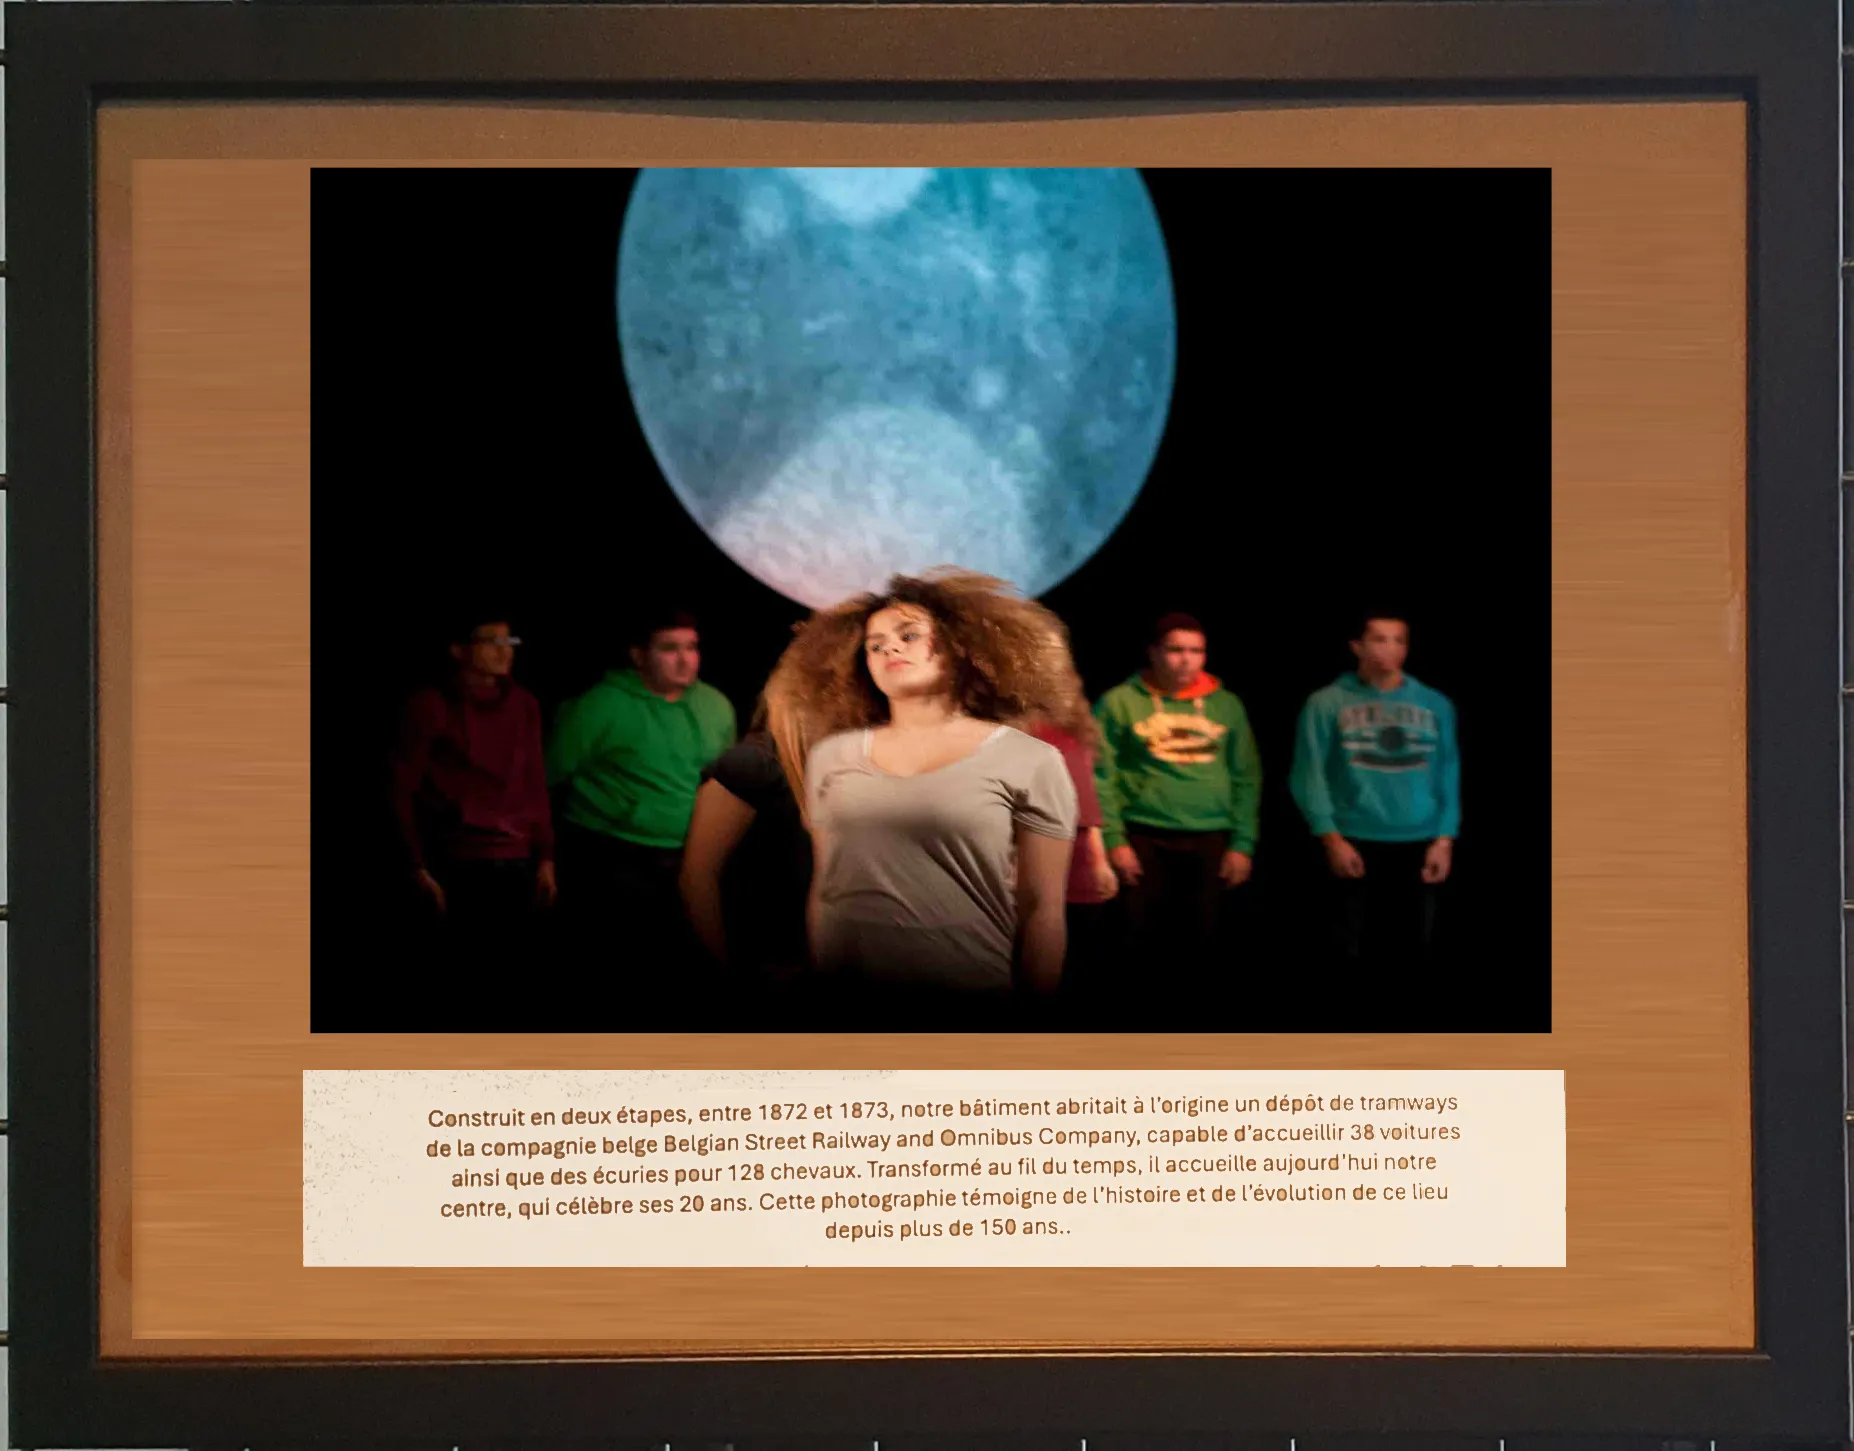 Construit en deux étapes, entre 1872 et 1873, notre bâtiment abritait à l'origine un dépôt de tramways
de la compagnie belge Belgian Street Railway and Omnibus Company, capable d'accueillir 38 voitures
ainsi que des écuries pour 128 chevaux. Transformé au fil du temps, il accueille aujourd'hui notre
centre, qui célèbre ses 20 ans. Cette photographie témoigne de l'histoire et de l'évolution de ce lieu
depuis plus de 150 ans..